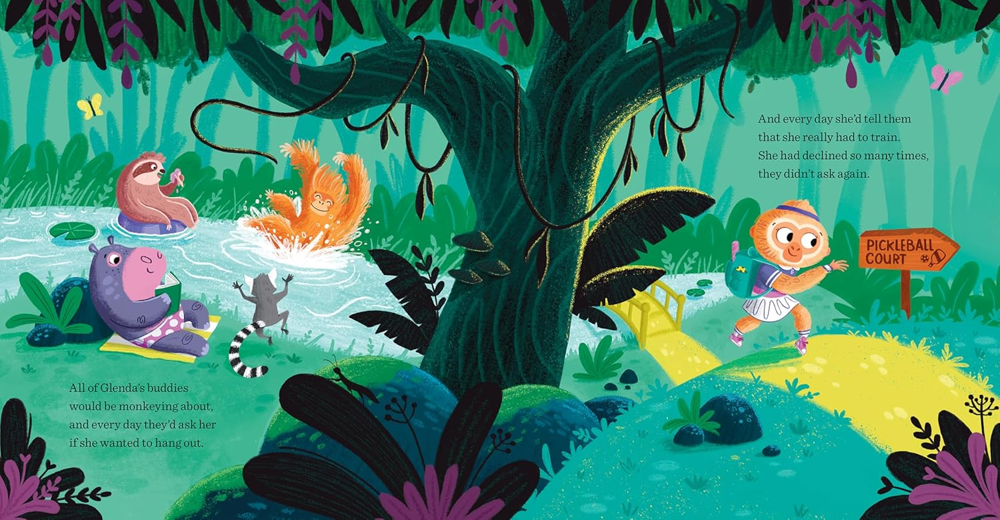 All of Glenda's buddies
would be monkeying about,
and every day they'd ask her
if she wanted to hang out.
And every day she'd tell them
that she really had to train.
She had declined so many times,
they didn't ask again.
PICKLEBALL
COURT